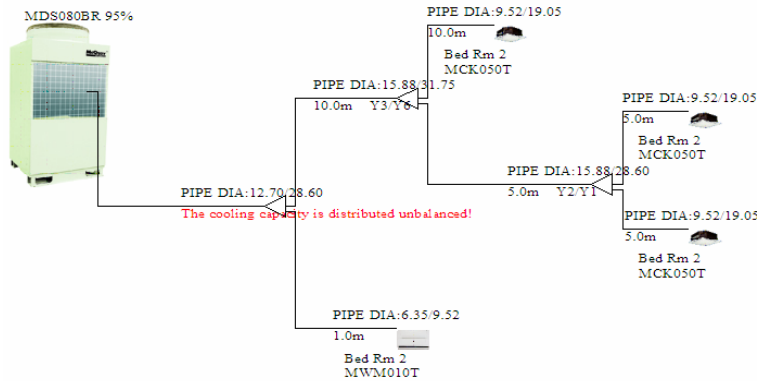 MDS080BR 95%
PIPE DIA:9.52/19.05
10.0m
Bed Rm 2
MCK050T
PIPE DIA:15.88/31.75
10.0m Y3/Y6
PIPE DIA:9.52/19.05
5.0m
Bed Rm 2
MCK050T
PIPE DIA:15.88/28.60
5.0m Y2/Y1
PIPE DIA:12.70/28.60
The cooling capacity is distributed unbalanced!
PIPE DIA:9.52/19.05
5.0m
Bed Rm 2
MCK050T
PIPE DIA:6.35/9.52
1.0m
Bed Rm 2
MWM010T